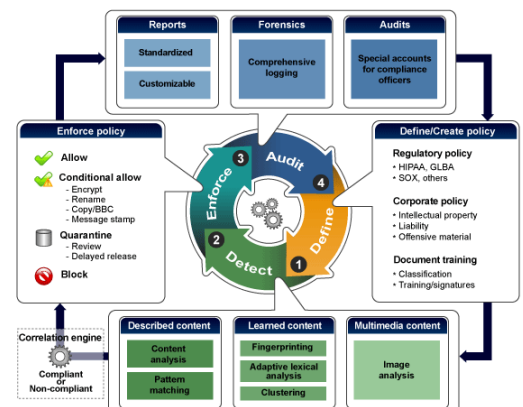 Reports
Standardized
Customizable
Forensics
Comprehensive
logging
Audits
Special accounts
for compliance
officers
Enforce policy
Allow
Conditional allow
- Encrypt
- Rename
- Copy/BBC
- Message stamp
Quarantine
- Review
- Delayed release
Block
Enforce
3
Audit
4
Define
1
Detect
2
Define/Create policy
Regulatory policy
• HIPAA, GLBA
• SOX, others
Corporate policy
• Intellectual property
• Liability
• Offensive material
Document training
• Classification
• Training/signatures
Correlation engine
Compliant
or
Non-compliant
Described content
Content
analysis
Pattern
matching
Learned content
Fingerprinting
Adaptive lexical
analysis
Clustering
Multimedia content
Image
analysis